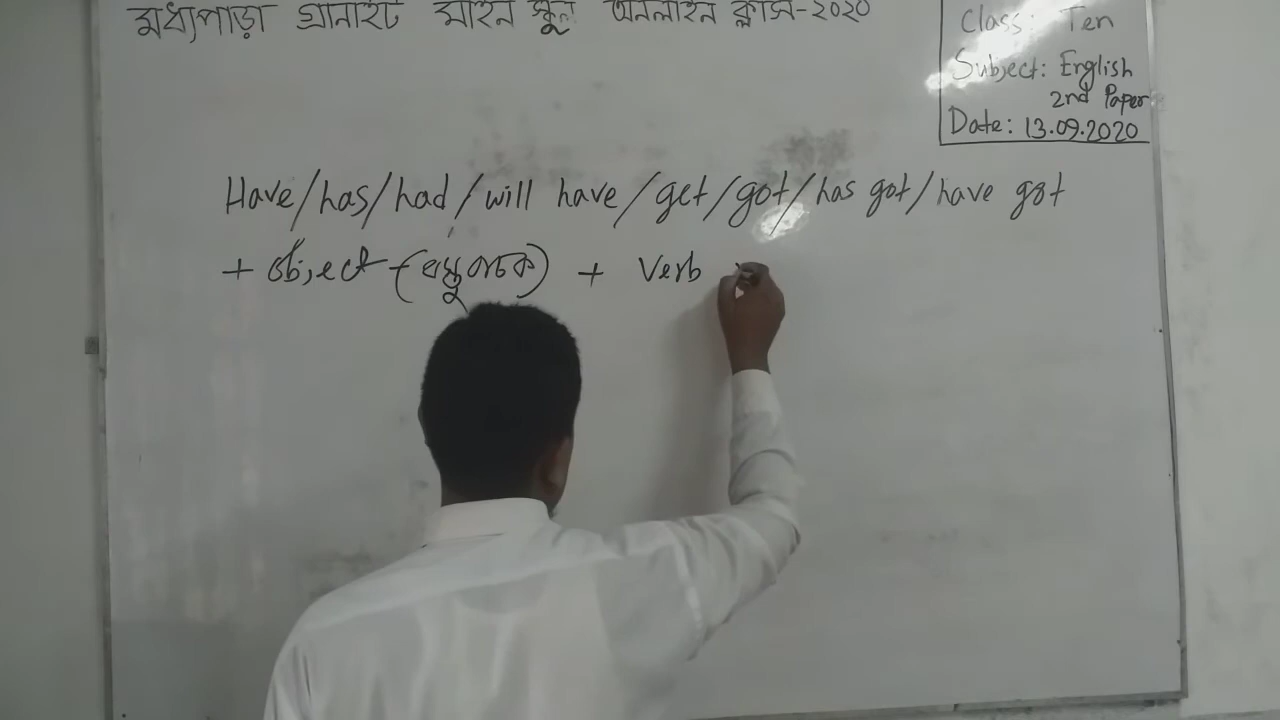 মধ্যপাড়া গ্রানাইট মাইন স্কুল অনলাইন ক্লাস-২০২০
Class: Ten
Subject: English
2nd Paper
Date: 13.09.2020
Have/has/had/will have/get/got/has got/have got
+ object-(বস্তুবাচক) + Verb